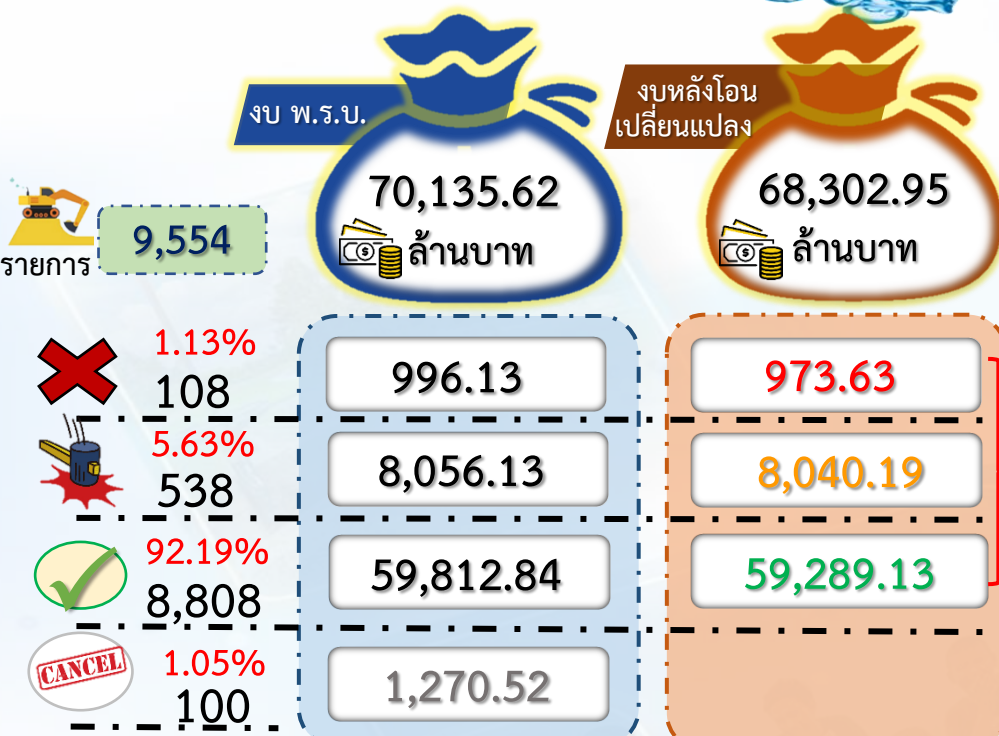 งบ พ.ร.บ.
งบหลังโอน
เปลี่ยนแปลง
70,135.62
ล้านบาท
68,302.95
ล้านบาท
รายการ
9,554
1.13%
108
996.13
973.63
5.63%
538
8,056.13
8,040.19
92.19%
8,808
59,812.84
59,289.13
CANCEL
1.05%
100
1,270.52